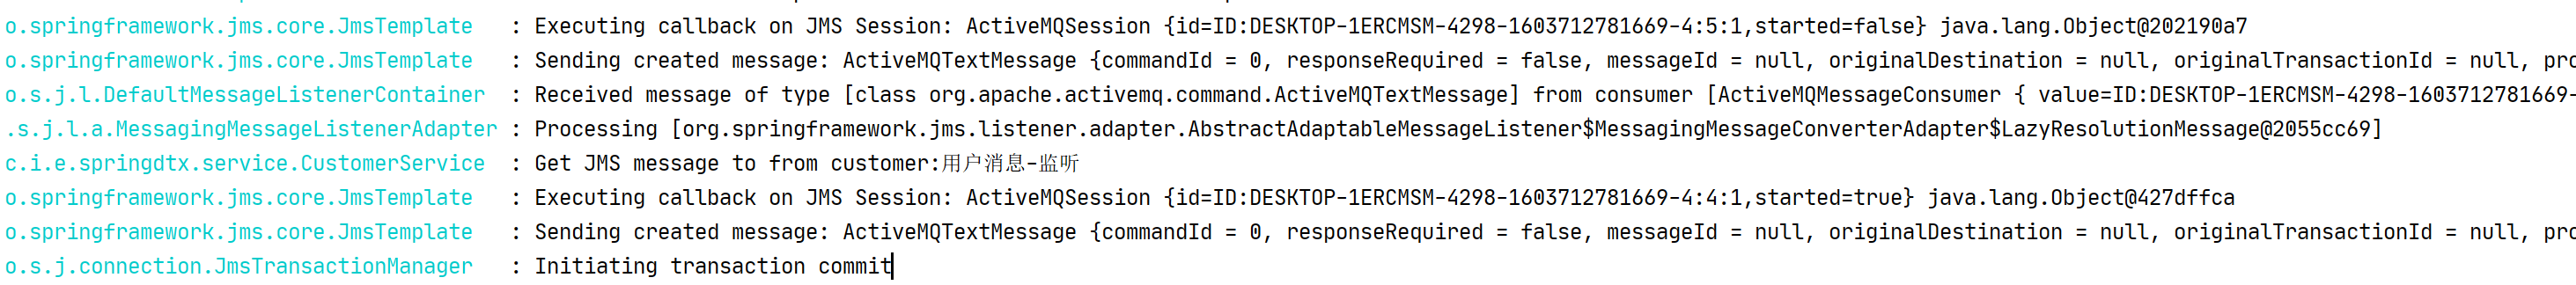 o.springframework.jms.core.JmsTemplate : Executing callback on JMS Session: ActiveMQSession {id=ID:DESKTOP-1ERCMSM-4298-1603712781669-4:5:1,started=false} java.lang.Object@202190a7
o.springframework.jms.core.JmsTemplate : Sending created message: ActiveMQTextMessage {commandId = 0, responseRequired = false, messageId = null, originalDestination = null, originalTransactionId = null, pro
o.s.j.l.DefaultMessageListenerContainer : Received message of type [class org.apache.activemq.command.ActiveMQTextMessage] from consumer [ActiveMQMessageConsumer { value=ID:DESKTOP-1ERCMSM-4298-1603712781669-
.s.j.l.a.MessagingMessageListenerAdapter : Processing [org.springframework.jms.listener.adapter.AbstractAdaptableMessageListener$MessagingMessageConverterAdapter$LazyResolutionMessage@2055cc69]
c.i.e.springdtx.service.CustomerService : Get JMS message to from customer:用户消息-监听
o.springframework.jms.core.JmsTemplate : Executing callback on JMS Session: ActiveMQSession {id=ID:DESKTOP-1ERCMSM-4298-1603712781669-4:4:1,started=true} java.lang.Object@427dffca
o.springframework.jms.core.JmsTemplate : Sending created message: ActiveMQTextMessage {commandId = 0, responseRequired = false, messageId = null, originalDestination = null, originalTransactionId = null, pro
o.s.j.connection.JmsTransactionManager : Initiating transaction commit